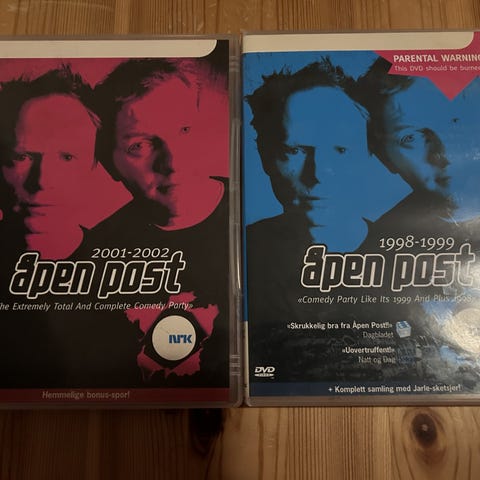 2001-2002
åpen post
The Extremely Total And Complete Comedy Party»
NRK
Hemmelige bonus-spor!
PARENTAL WARNING
This DVD should be burned
1998-1999
åpen post
«Comedy Party Like Its 1999 And Plus 1998»
«Skrukkelig bra fra Åpen Post!»
Dagbladet
«Uovertruffent!»
Natt og Dag
DVD
+ Komplett samling med Jarle-sketsjer!